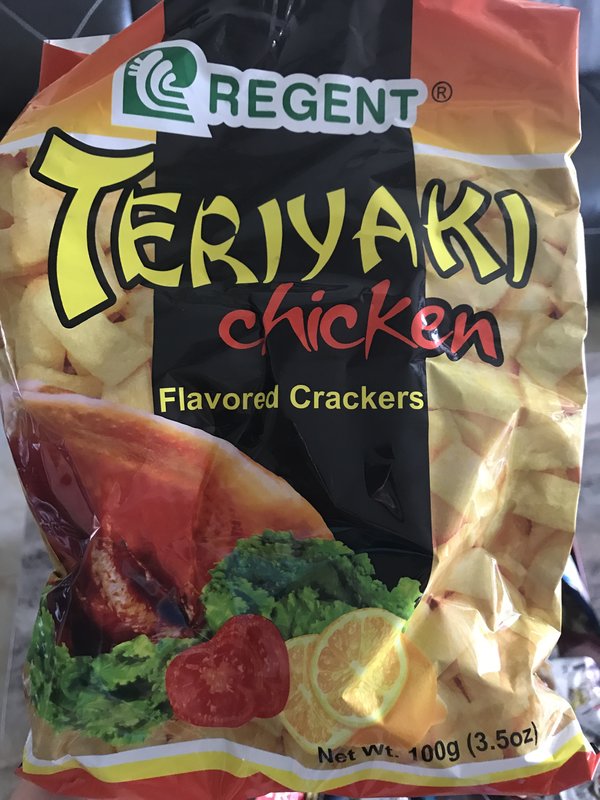 REGENT®
TERIYAKI
chicken
Flavored Crackers
Net Wt. 100g (3.5oz)